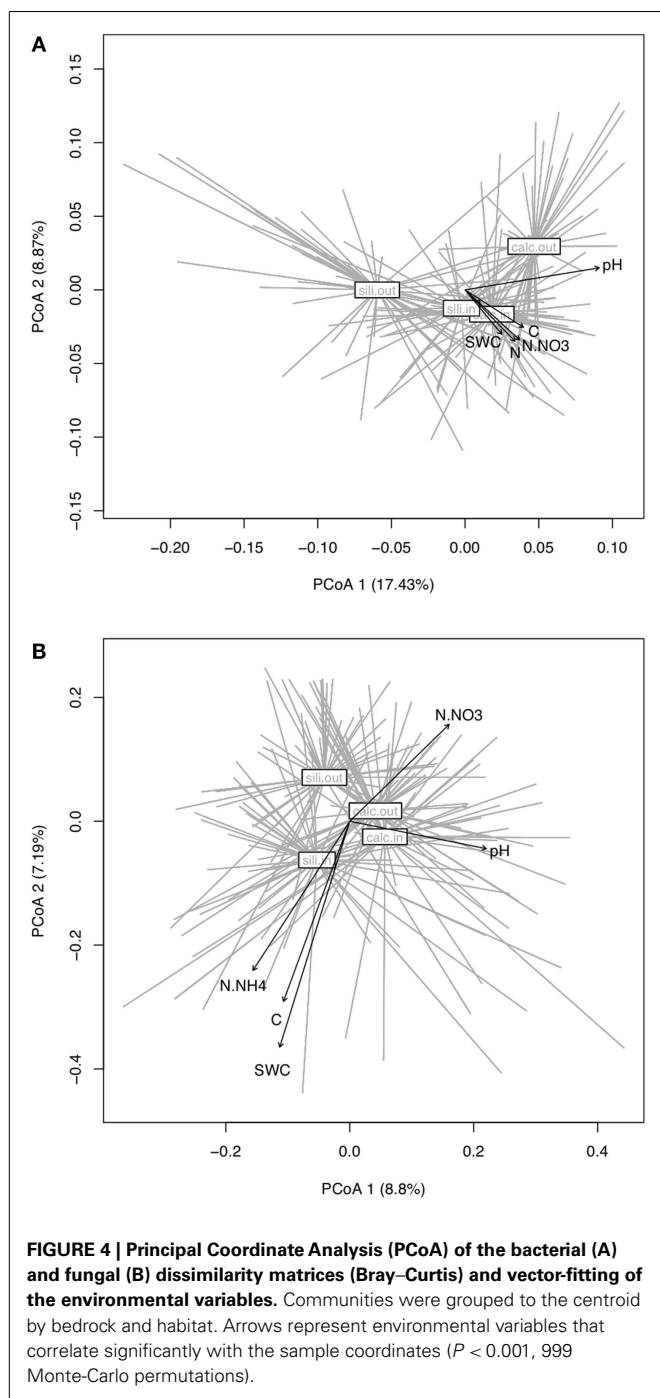 A
0.15
0.10
0.05
0.00
−0.05
−0.10
−0.15
PCoA 2 (8.87%)
calc.out
sili.out
sili.in
pH
C
N.NO3
SWC
N
−0.20 −0.15 −0.10 −0.05 0.00 0.05 0.10
PCoA 1 (17.43%)
B
0.2
0.0
−0.2
−0.4
PCoA 2 (7.19%)
N.NO3
sili.out
calc.out
calc.in
pH
sili.in
N.NH4
C
SWC
−0.2 0.0 0.2 0.4
PCoA 1 (8.8%)
FIGURE 4 | Principal Coordinate Analysis (PCoA) of the bacterial (A)
and fungal (B) dissimilarity matrices (Bray–Curtis) and vector-fitting of
the environmental variables. Communities were grouped to the centroid
by bedrock and habitat. Arrows represent environmental variables that
correlate significantly with the sample coordinates (P < 0.001, 999
Monte-Carlo permutations).